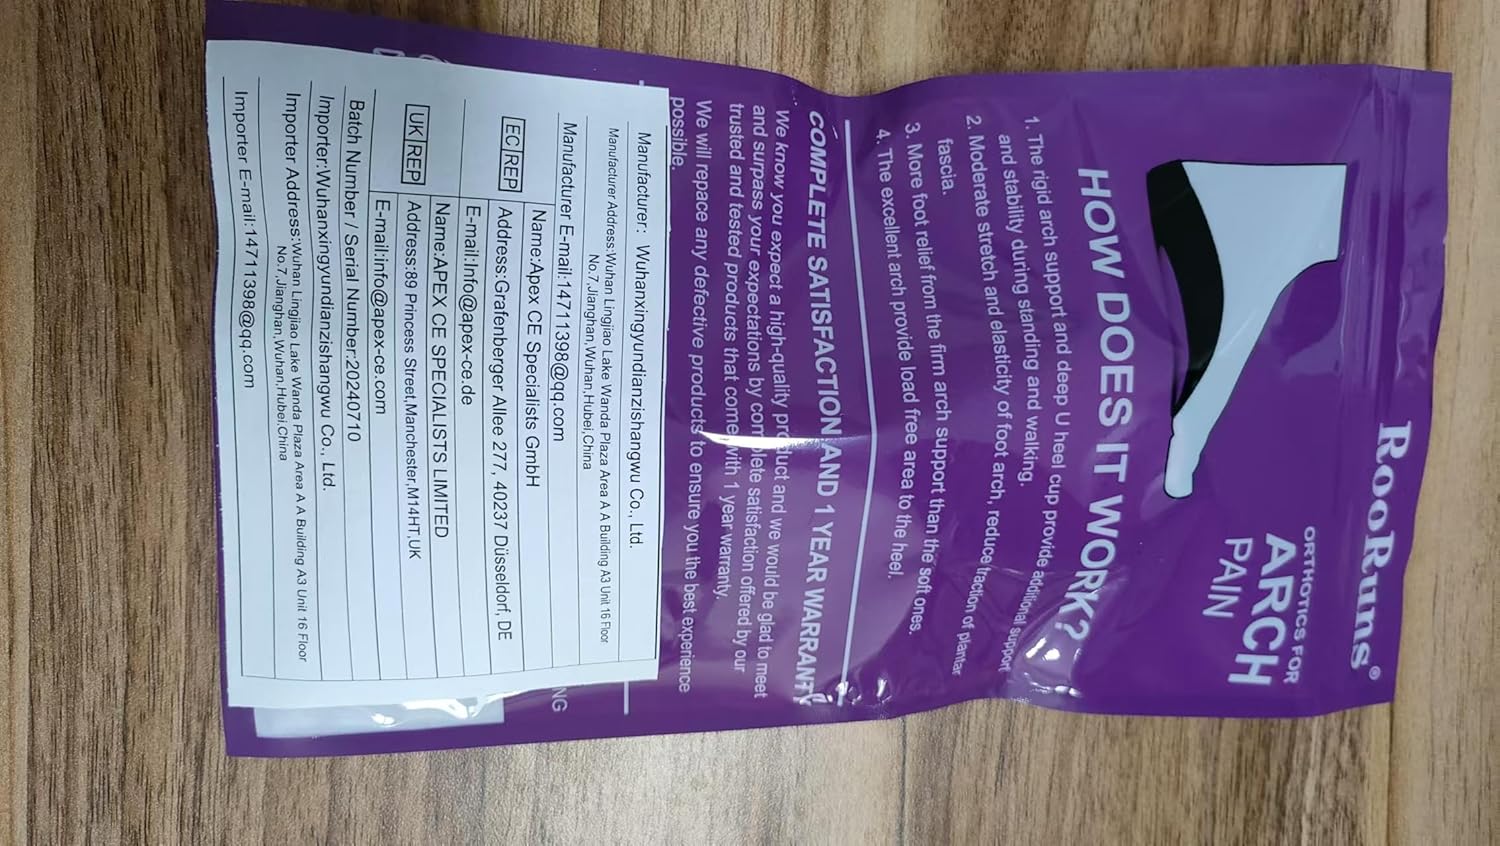 RooRuns®
ORTHOTICS FOR
ARCH
PAIN
HOW DOES IT WORK?
1. The rigid arch support and deep U heel cup provide additional support
and stability during standing and walking.
2. Moderate stretch and elasticity of foot arch, reduce traction of plantar
fascia.
3. More foot relief from the firm arch support than the soft ones.
4. The excellent arch provide load free area to the heel.
COMPLETE SATISFACTION AND 1 YEAR WARRANTY
We know you expect a high-quality product and we would be glad to meet
and surpass your expectations by complete satisfaction offered by our
trusted and tested products that come with 1 year warranty.
We will repace any defective products to ensure you the best experience
possible.
Manufacturer: Wuhanxingyundianzishangwu Co., Ltd.
Manufacturer Address:Wuhan Lingjiao Lake Wanda Plaza Area A A Building A3 Unit 16 Floor
No.7,Jianghan,Wuhan,Hubei,China
Manufacturer E-mail:14711398@qq.com
EC REP
Name:Apex CE Specialists GmbH
Address:Grafenberger Allee 277, 40237 Düsseldorf, DE
E-mail:Info@apex-ce.de
UK REP
Name:APEX CE SPECIALISTS LIMITED
Address:89 Princess Street,Manchester,M14HT,UK
E-mail:info@apex-ce.com
Batch Number / Serial Number:20240710
Importer:Wuhanxingyundianzishangwu Co., Ltd.
Importer Address:Wuhan Lingjiao Lake Wanda Plaza Area A A Building A3 Unit 16 Floor
No.7,Jianghan,Wuhan,Hubei,China
Importer E-mail:14711398@qq.com
NG